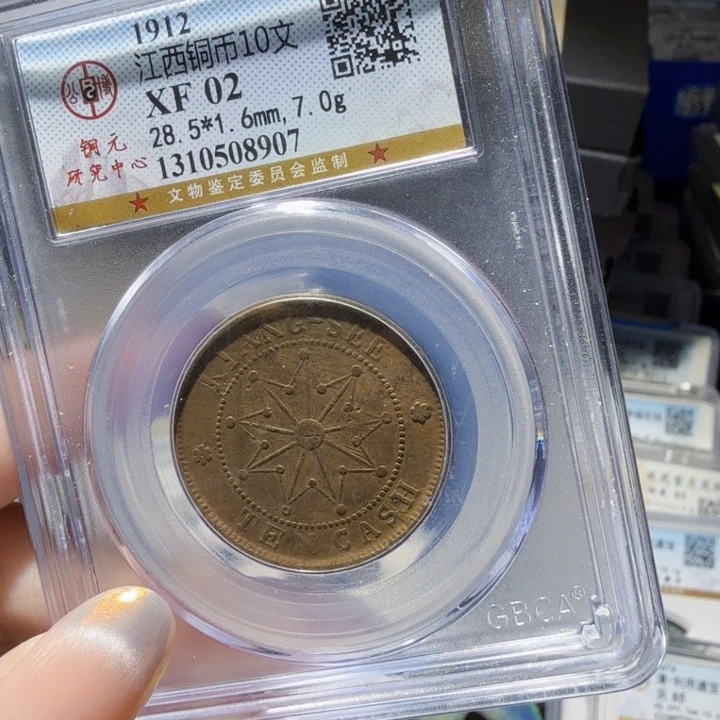 1912
江西铜币10文
XF 02
28.5*1.6mm, 7.0g
1310508907
铜元
研究中心
文物鉴定委员会监制
KIANG-SEE
TEN CASH
GBCA®